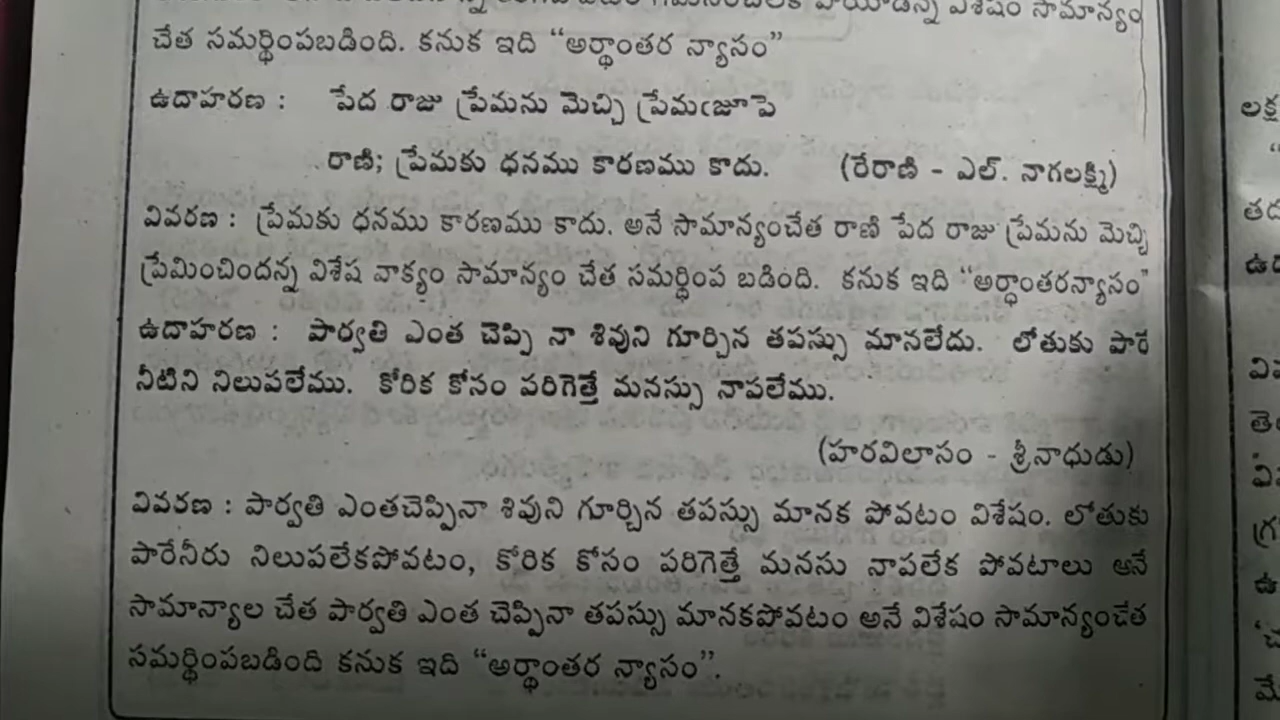 విశేషం సామాన్యం
చేత సమర్థింపబడింది. కనుక ఇది “అర్థాంతర న్యాసం”
ఉదాహరణ : పేద రాజు ప్రేమను మెచ్చి ప్రేమఁజూపె
రాణి; ప్రేమకు ధనము కారణము కాదు. (రేరాణి - ఎల్. నాగలక్ష్మి)
వివరణ : ప్రేమకు ధనము కారణము కాదు. అనే సామాన్యంచేత రాణి పేద రాజు ప్రేమను మెచ్చి
ప్రేమించిందన్న విశేష వాక్యం సామాన్యం చేత సమర్థింప బడింది. కనుక ఇది “అర్థాంతరన్యాసం”
ఉదాహరణ : పార్వతి ఎంత చెప్పి నా శివుని గూర్చిన తపస్సు మానలేదు. లోతుకు పారే
నీటిని నిలుపలేము. కోరిక కోసం పరిగెత్తే మనస్సు నాపలేము.
(హరవిలాసం - శ్రీనాధుడు)
వివరణ : పార్వతి ఎంతచెప్పినా శివుని గూర్చిన తపస్సు మానక పోవటం విశేషం. లోతుకు
పారేనీరు నిలుపలేకపోవటం, కోరిక కోసం పరిగెత్తే మనసు నాపలేక పోవటాలు అనే
సామాన్యాల చేత పార్వతి ఎంత చెప్పినా తపస్సు మానకపోవటం అనే విశేషం సామాన్యంచేత
సమర్థింపబడింది కనుక ఇది “అర్థాంతర న్యాసం”.